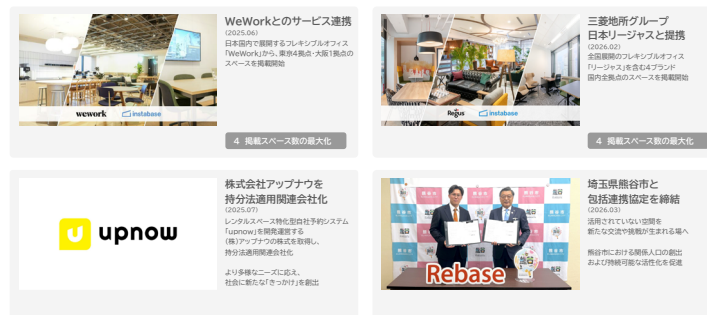 WeWorkとのサービス連携
(2025.06)
日本国内で展開するフレキシブルオフィス
「WeWork」から、東京4拠点・大阪1拠点の
スペースを掲載開始
wework instabase
4 掲載スペース数の最大化
三菱地所グループ
日本リージャスと提携
(2026.02)
全国展開のフレキシブルオフィス
「リージャス」を含む4ブランド
国内全拠点のスペースを掲載開始
Regus instabase
4 掲載スペース数の最大化
株式会社アップナウを
持分法適用関連会社化
(2025.07)
レンタルスペース特化型自社予約システム
「upnow」を開発運営する
(株)アップナウの株式を取得し、
持分法適用関連会社化
より多様なニーズに応え、
社会に新たな「きっかけ」を創出
upnow
埼玉県熊谷市と
包括連携協定を締結
(2026.03)
活用されていない空間を
新たな交流や挑戦が生まれる場へ
熊谷市における関係人口の創出
および持続可能な活性化を促進
Rebase